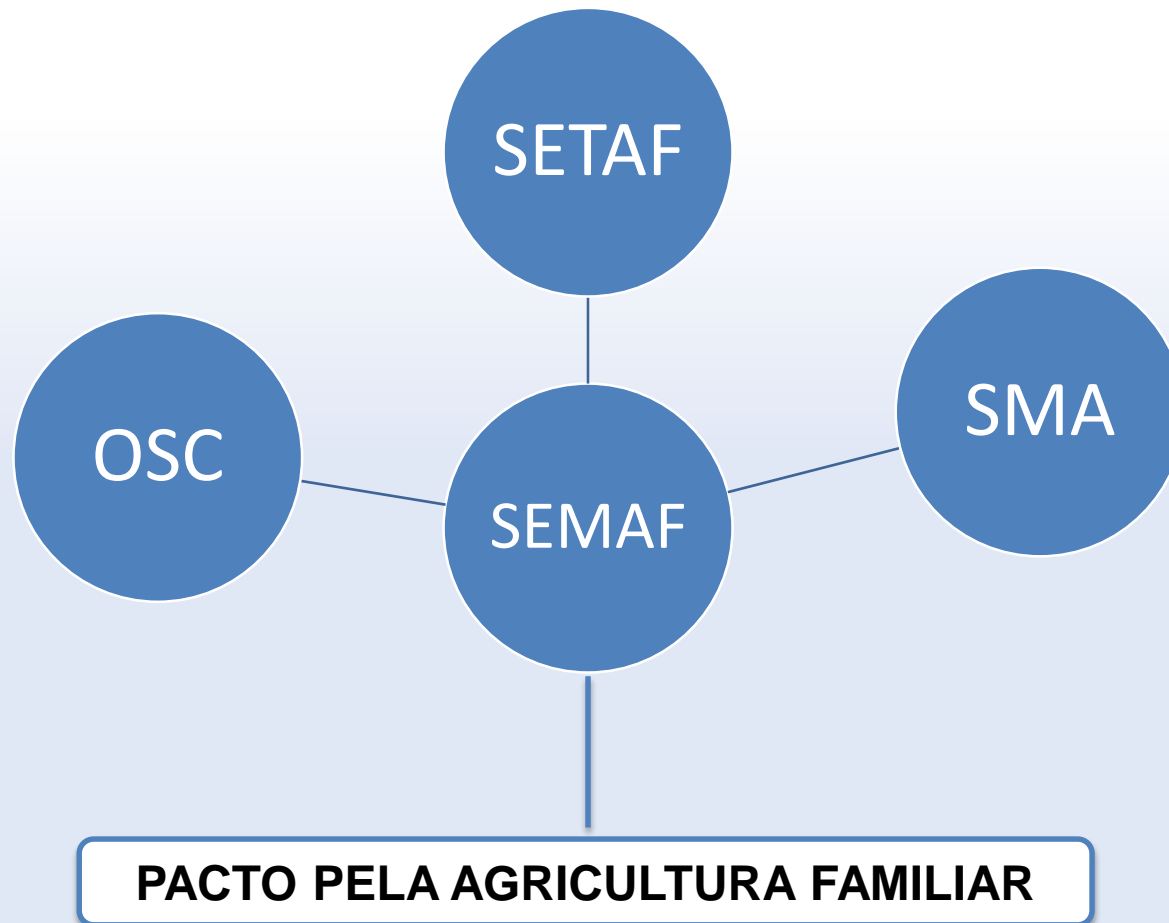 SETAF
SMA
OSC
SEMAF
PACTO PELA AGRICULTURA FAMILIAR